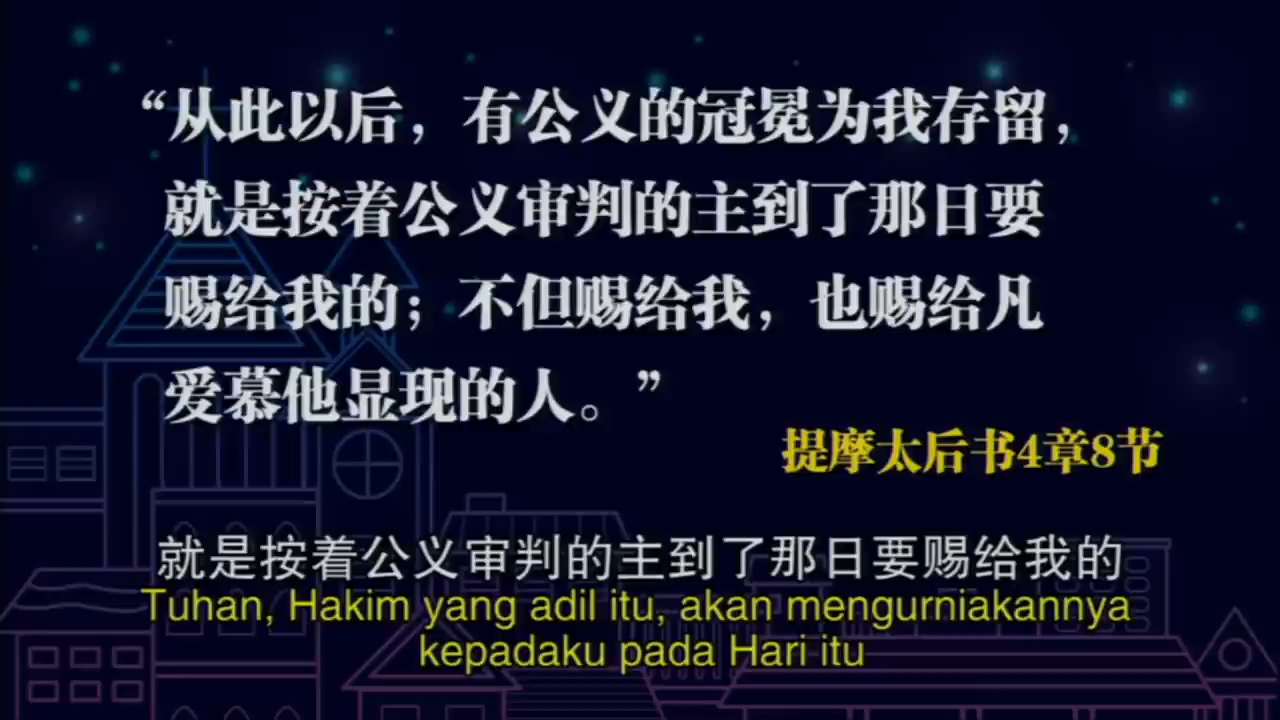 “从此以后，有公义的冠冕为我存留，
就是按着公义审判的主到了那日要
赐给我的；不但赐给我，也赐给凡
爱慕他显现的人。”
提摩太后书4章8节
就是按着公义审判的主到了那日要赐给我的
Tuhan, Hakim yang adil itu, akan mengurniakannya
kepadaku pada Hari itu